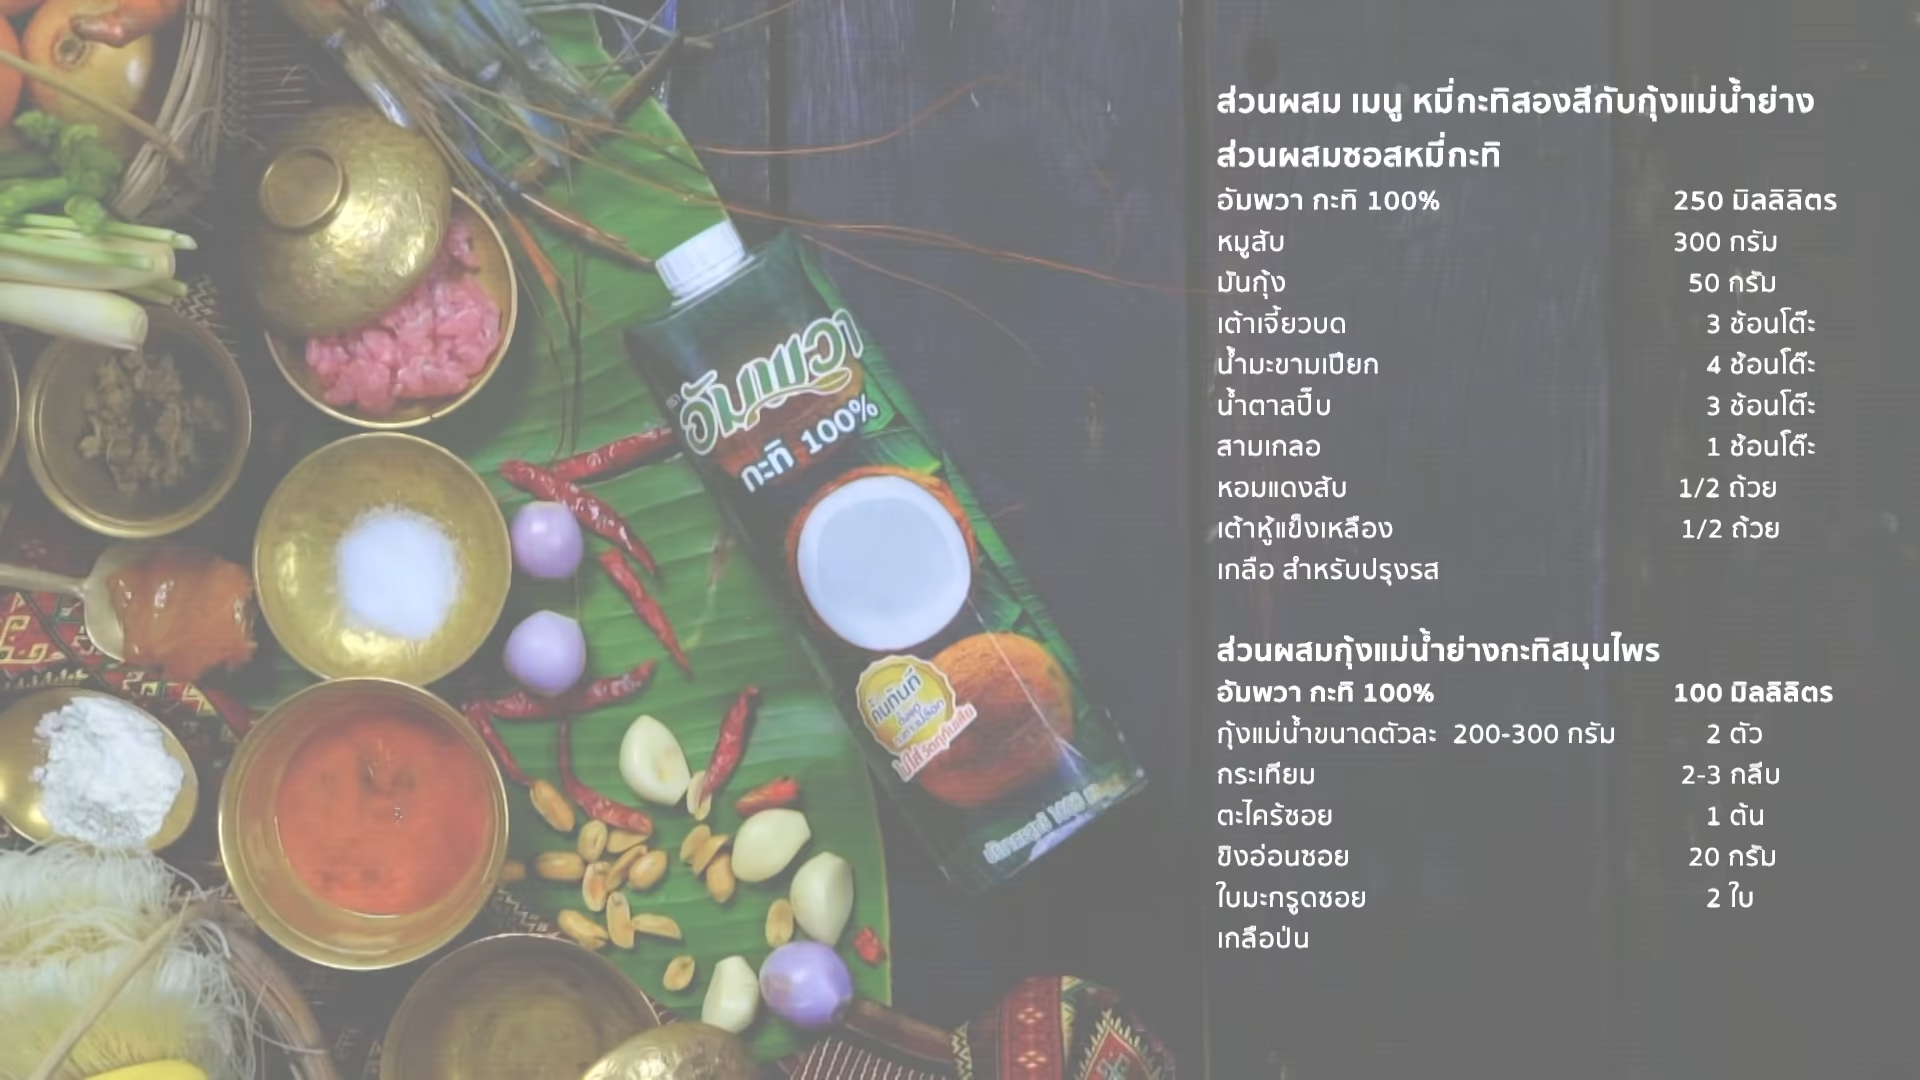 ส่วนผสม เมนู หมี่กะทิสองสีกับกุ้งแม่น้ำย่าง
ส่วนผสมซอสหมี่กะทิ
อัมพวา กะทิ 100% 250 มิลลิลิตร
หมูสับ 300 กรัม
มันกุ้ง 50 กรัม
เต้าเจี้ยวบด 3 ช้อนโต๊ะ
น้ำมะขามเปียก 4 ช้อนโต๊ะ
น้ำตาลปี๊บ 3 ช้อนโต๊ะ
สามเกลอ 1 ช้อนโต๊ะ
หอมแดงสับ 1/2 ถ้วย
เต้าหู้แข็งเหลือง 1/2 ถ้วย
เกลือ สำหรับปรุงรส
ส่วนผสมกุ้งแม่น้ำย่างกะทิสมุนไพร
อัมพวา กะทิ 100% 100 มิลลิลิตร
กุ้งแม่น้ำขนาดตัวละ 200-300 กรัม 2 ตัว
กระเทียม 2-3 กลีบ
ตะไคร้ซอย 1 ต้น
ขิงอ่อนซอย 20 กรัม
ใบมะกรูดซอย 2 ใบ
เกลือป่น
อัมพวา
กะทิ 100%
คั้นทันที